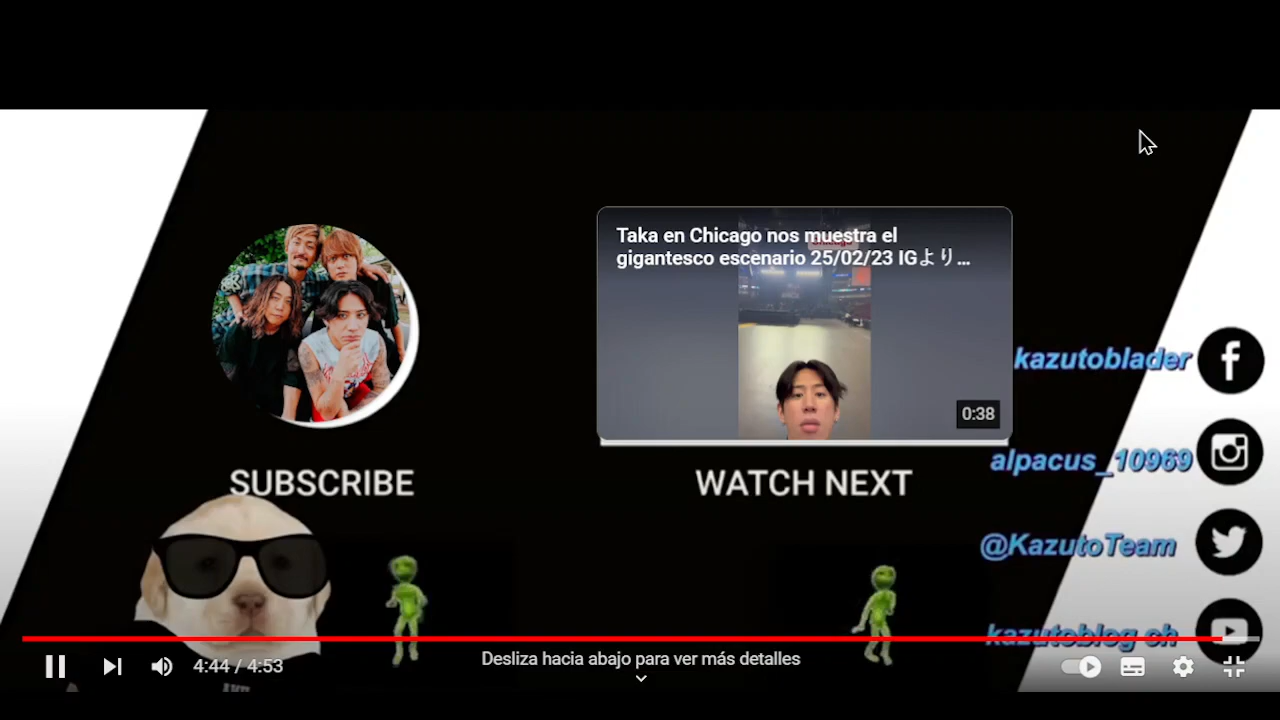 Taka en Chicago nos muestra el
gigantesco escenario 25/02/23 IGより...
0:38
kazutoblader
alpacus_10969
SUBSCRIBE
WATCH NEXT
@KazutoTeam
kazutoblog ch
4:44 / 4:53
Desliza hacia abajo para ver más detalles